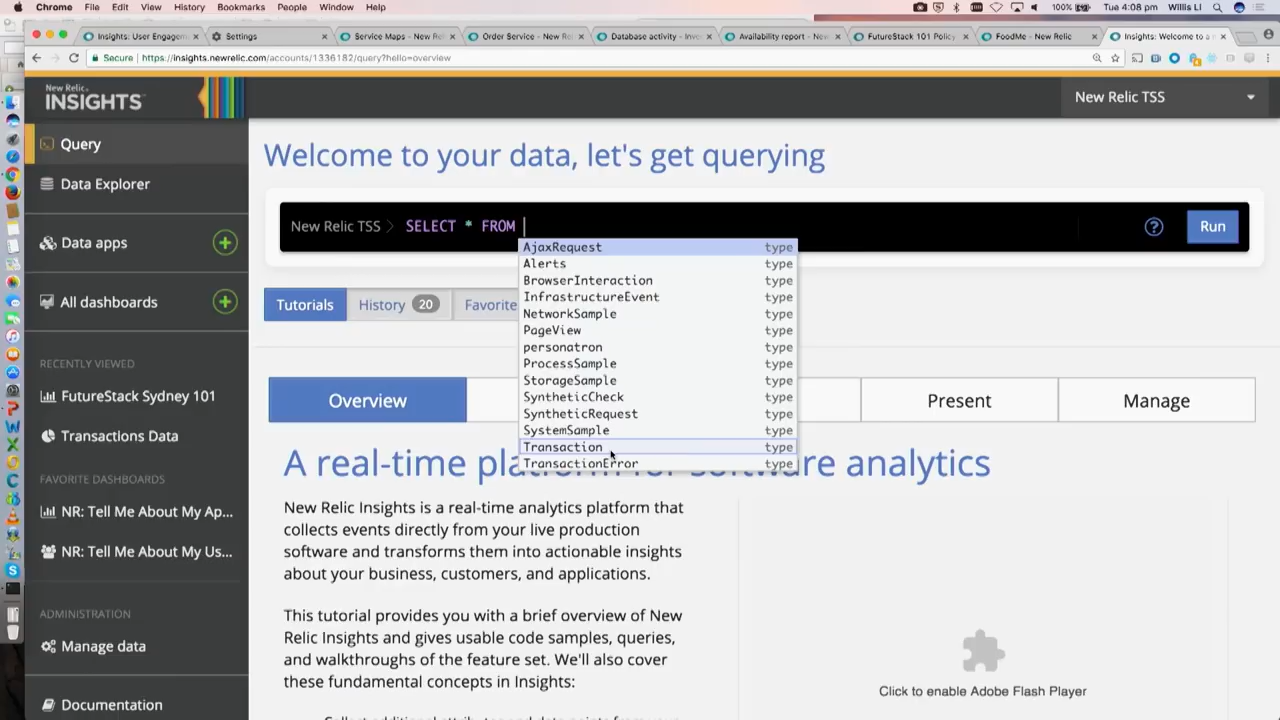 Chrome File Edit View History Bookmarks People Window Help
100% Tue 4:08 pm Willis Li
Insights: User Engagem
Settings
Service Maps - New Reli
Order Service - New Rel
Database activity - Invo
Availability report - New
FutureStack 101 Policy
FoodMe - New Relic
Insights: Welcome to a n
Secure https://insights.newrelic.com/accounts/1336182/query?hello=overview
New Relic
INSIGHTS
New Relic TSS
Query
Data Explorer
Data apps
All dashboards
RECENTLY VIEWED
FutureStack Sydney 101
Transactions Data
FAVORITE DASHBOARDS
NR: Tell Me About My Ap...
NR: Tell Me About My Us...
ADMINISTRATION
Manage data
Documentation
Welcome to your data, let's get querying
New Relic TSS SELECT * FROM
? Run
AjaxRequest type
Alerts type
BrowserInteraction type
InfrastructureEvent type
NetworkSample type
PageView type
personatron type
ProcessSample type
StorageSample type
SyntheticCheck type
SyntheticRequest type
SystemSample type
Transaction type
TransactionError type
Tutorials History 20 Favorite
Overview Present Manage
A real-time platform for software analytics
New Relic Insights is a real-time analytics platform that
collects events directly from your live production
software and transforms them into actionable insights
about your business, customers, and applications.
This tutorial provides you with a brief overview of New
Relic Insights and gives usable code samples, queries,
and walkthroughs of the feature set. We'll also cover
these fundamental concepts in Insights:
Click to enable Adobe Flash Player